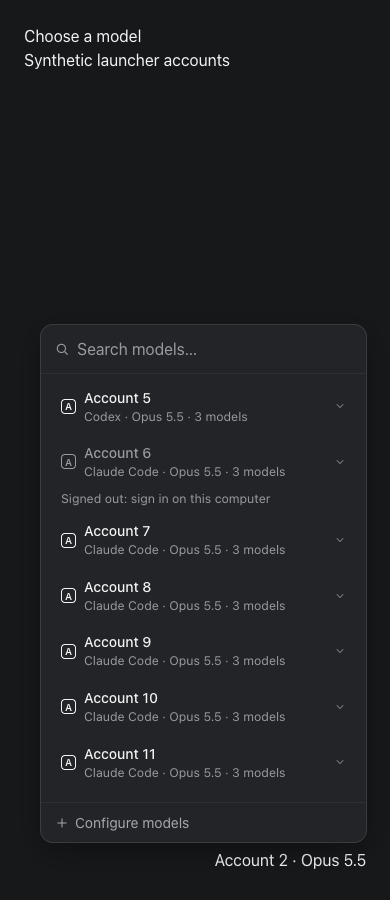 Choose a model
Synthetic launcher accounts
Search models...
A Account 5
Codex · Opus 5.5 · 3 models
A Account 6
Claude Code · Opus 5.5 · 3 models
Signed out: sign in on this computer
A Account 7
Claude Code · Opus 5.5 · 3 models
A Account 8
Claude Code · Opus 5.5 · 3 models
A Account 9
Claude Code · Opus 5.5 · 3 models
A Account 10
Claude Code · Opus 5.5 · 3 models
A Account 11
Claude Code · Opus 5.5 · 3 models
+ Configure models
Account 2 · Opus 5.5